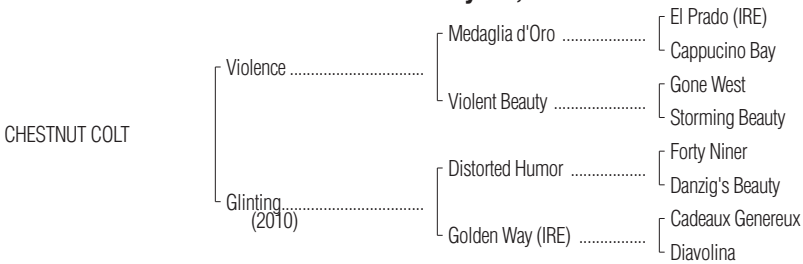 El Prado (IRE)
Medaglia d'Oro ..................
Cappucino Bay
Violence ................................
Gone West
Violent Beauty ....................
Storming Beauty
CHESTNUT COLT
Forty Niner
Distorted Humor ................
Danzig's Beauty
Glinting..................................
(2010)
Cadeaux Genereux
Golden Way (IRE) ..............
Diavolina